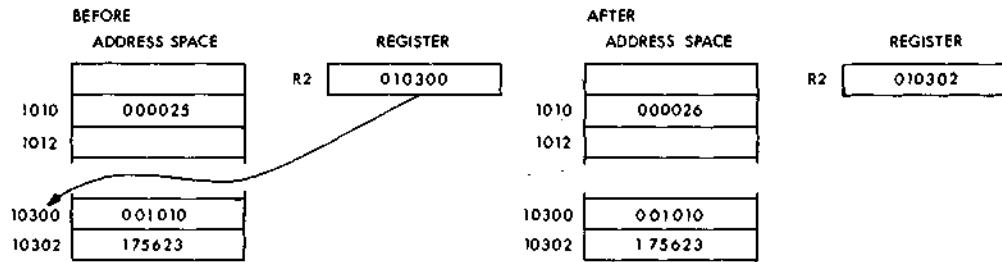 BEFORE AFTER
ADDRESS SPACE REGISTER ADDRESS SPACE REGISTER
R2 010300 R2 010302
1010 000025 1010 000026
1012 1012
10300 001010 10300 001010
10302 175623 10302 175623